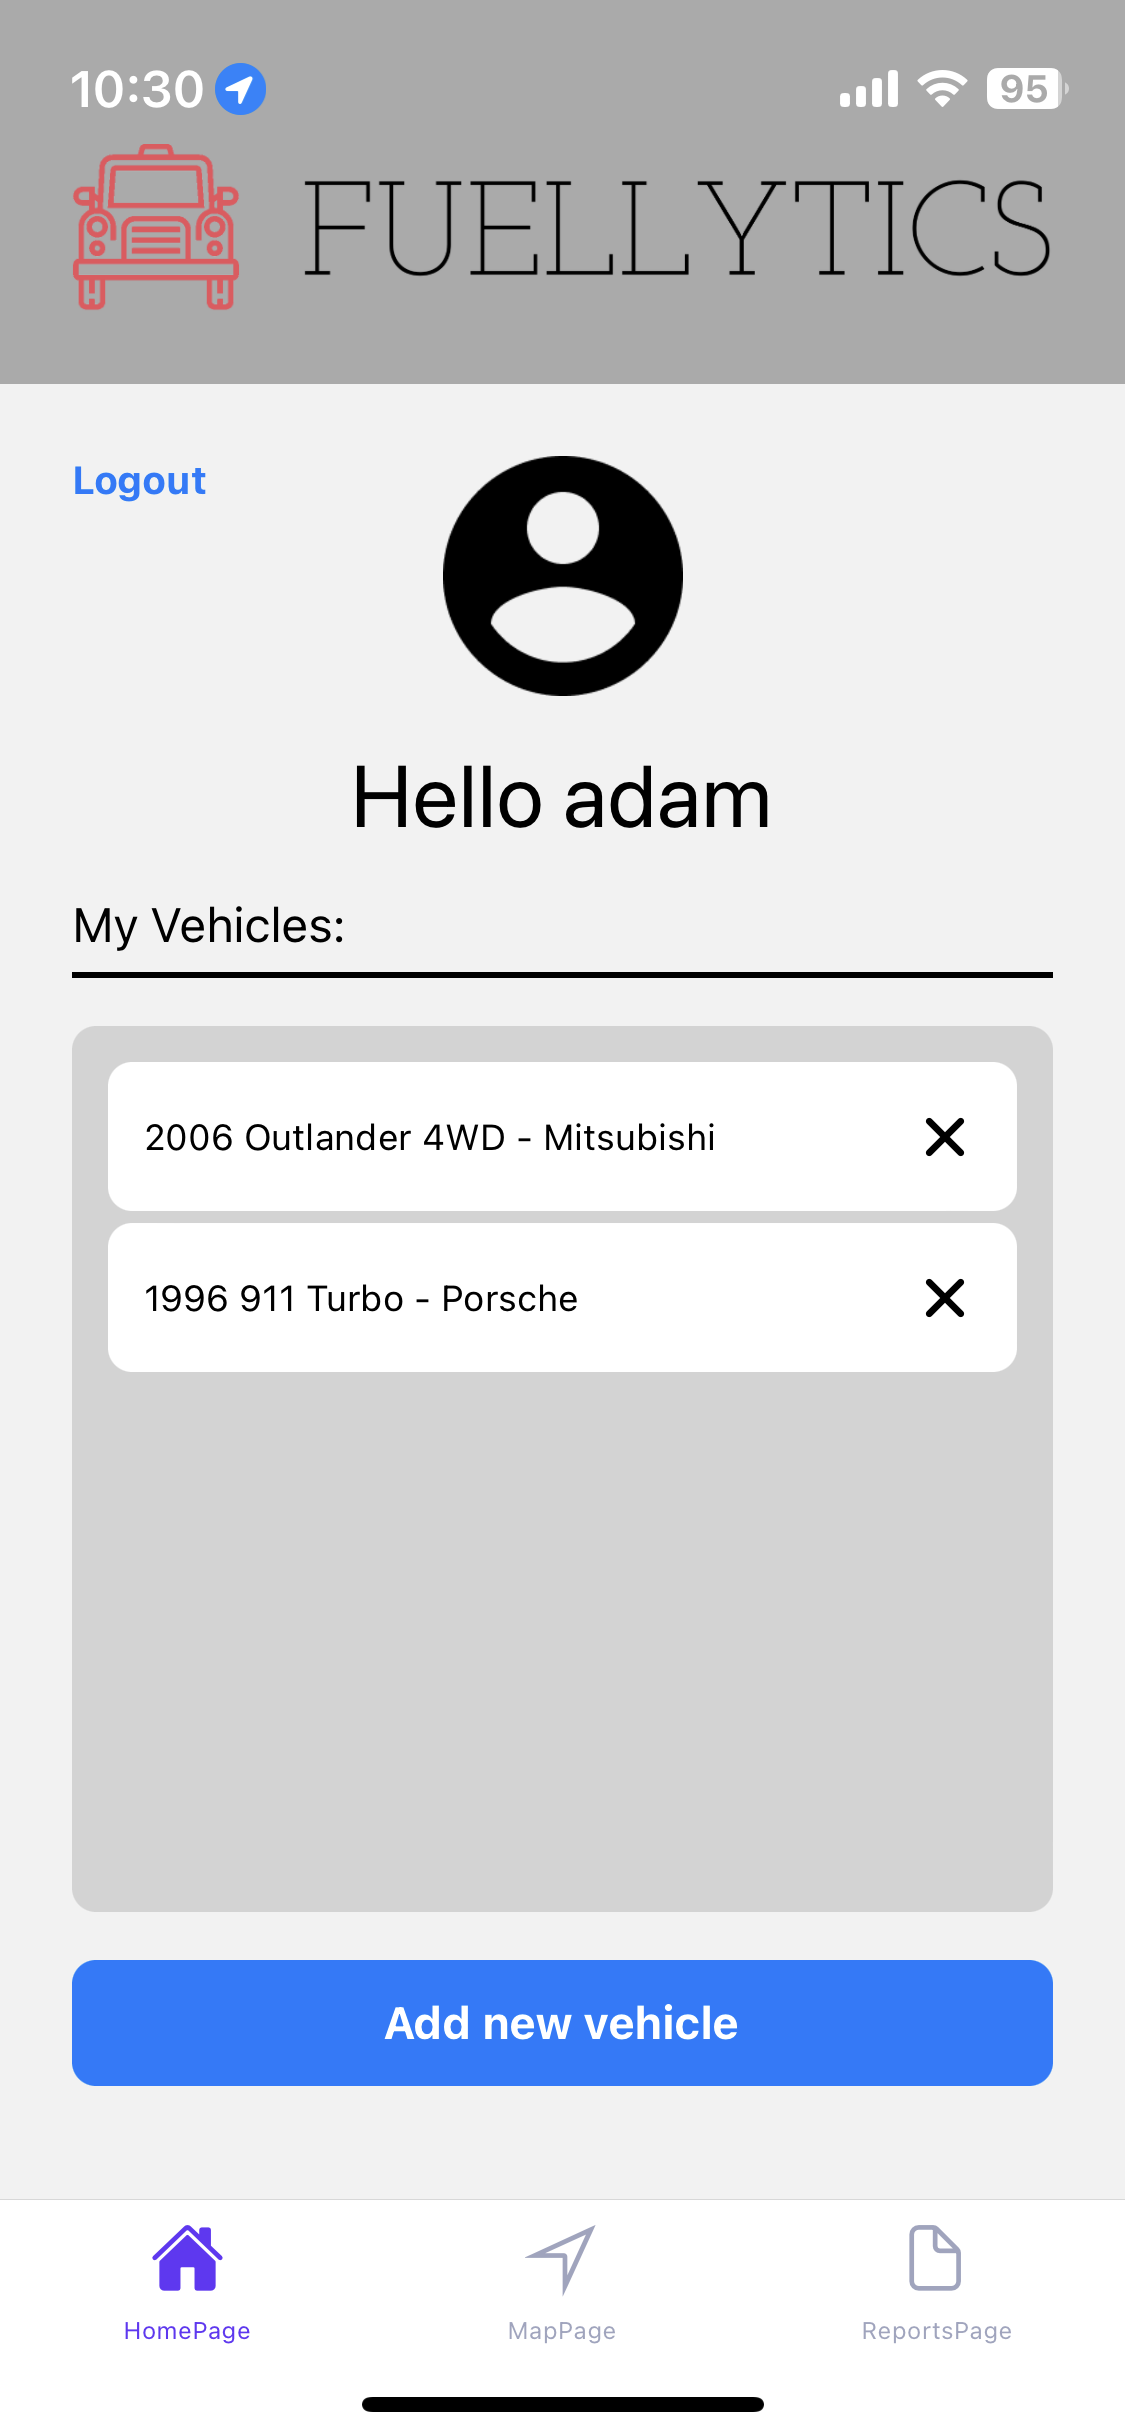 10:30
95
FUELLYTICS
Logout
Hello adam
My Vehicles:
2006 Outlander 4WD - Mitsubishi
1996 911 Turbo - Porsche
Add new vehicle
HomePage
MapPage
ReportsPage